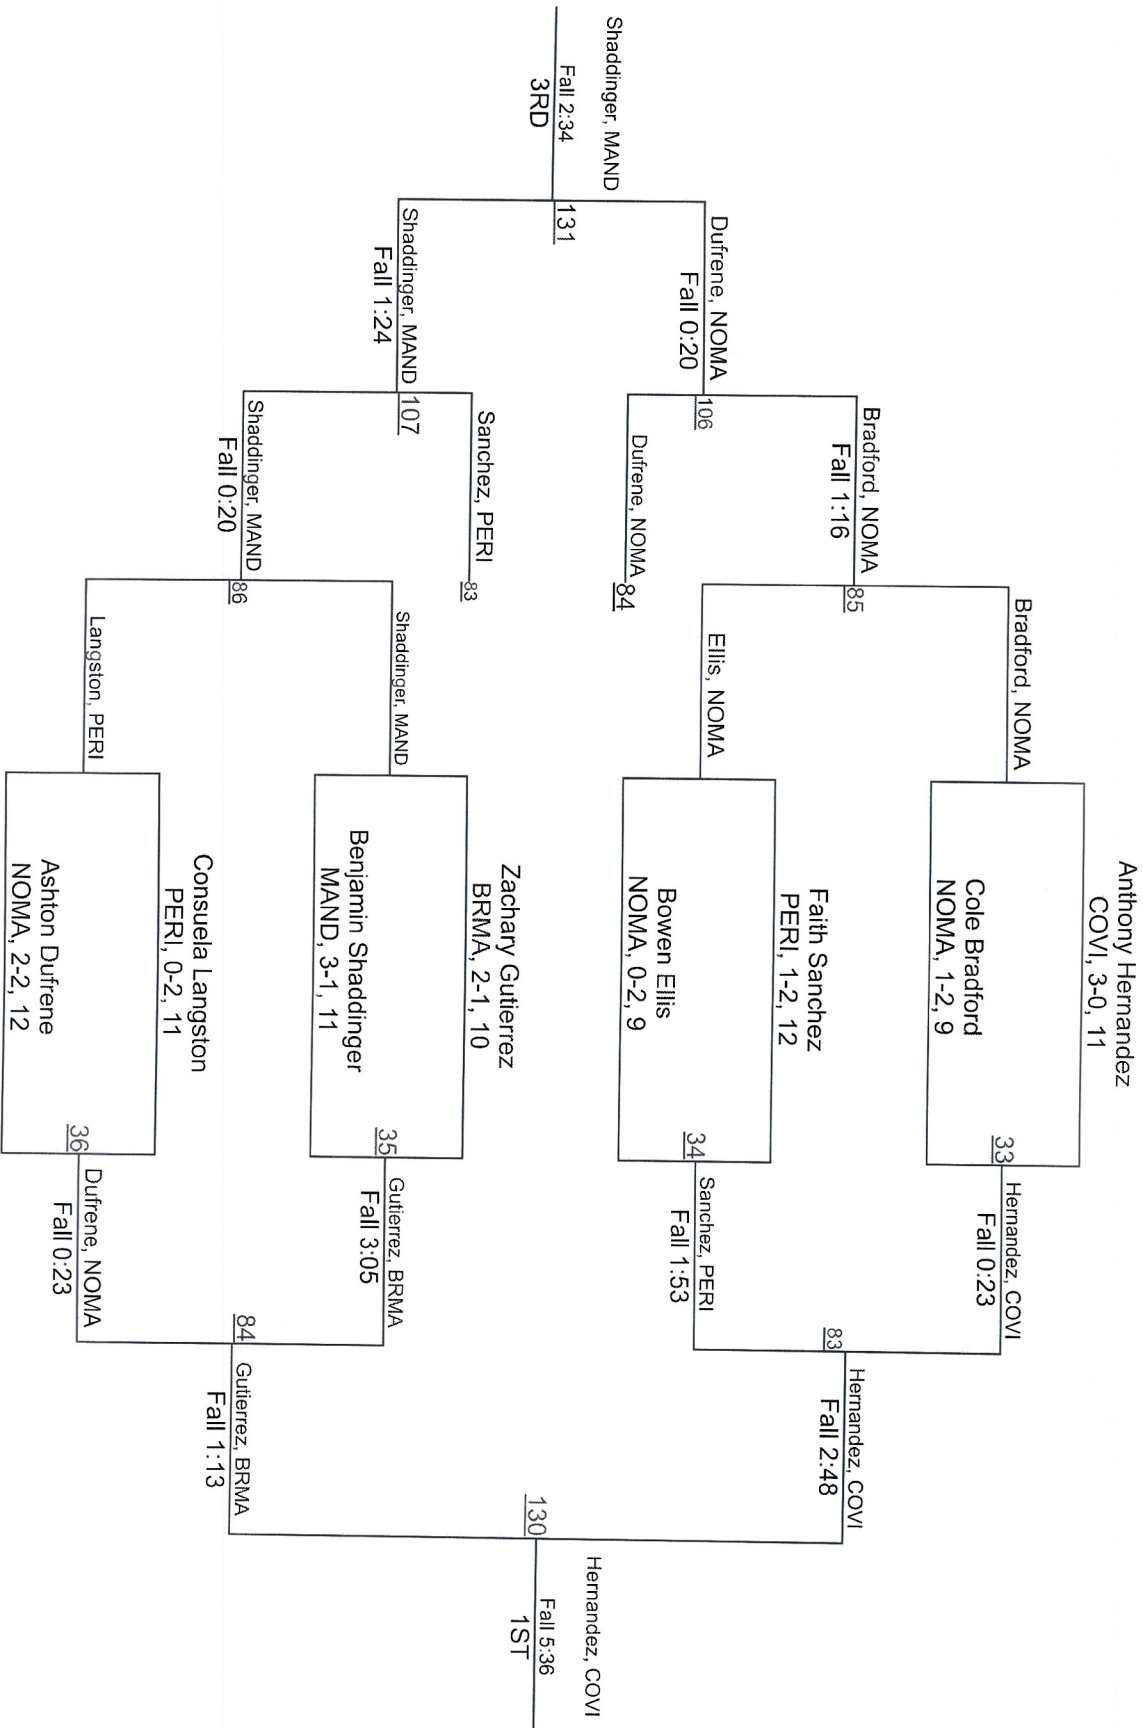 Anthony Hernandez
COVI, 3-0, 11
Bradford, NOMA
Cole Bradford
NOMA, 1-2, 9
33
Hernandez, COVI
Fall 0:23
Bradford, NOMA
Fall 1:16
85
83
Hernandez, COVI
Fall 2:48
Faith Sanchez
PERI, 1-2, 12
Dufrene, NOMA
Fall 0:20
106
Ellis, NOMA
Bowen Ellis
NOMA, 0-2, 9
34
Sanchez, PERI
Fall 1:53
Dufrene, NOMA
84
Shaddinger, MAND
Fall 2:34
3RD
131
130
Hernandez, COVI
Fall 5:36
1ST
Zachary Gutierrez
BRMA, 2-1, 10
Sanchez, PERI
83
Shaddinger, MAND
Fall 1:24
107
Shaddinger, MAND
Benjamin Shaddinger
MAND, 3-1, 11
35
Gutierrez, BRMA
Fall 3:05
Shaddinger, MAND
Fall 0:20
86
84
Gutierrez, BRMA
Fall 1:13
Consuela Langston
PERI, 0-2, 11
Langston, PERI
Ashton Dufrene
NOMA, 2-2, 12
36
Dufrene, NOMA
Fall 0:23